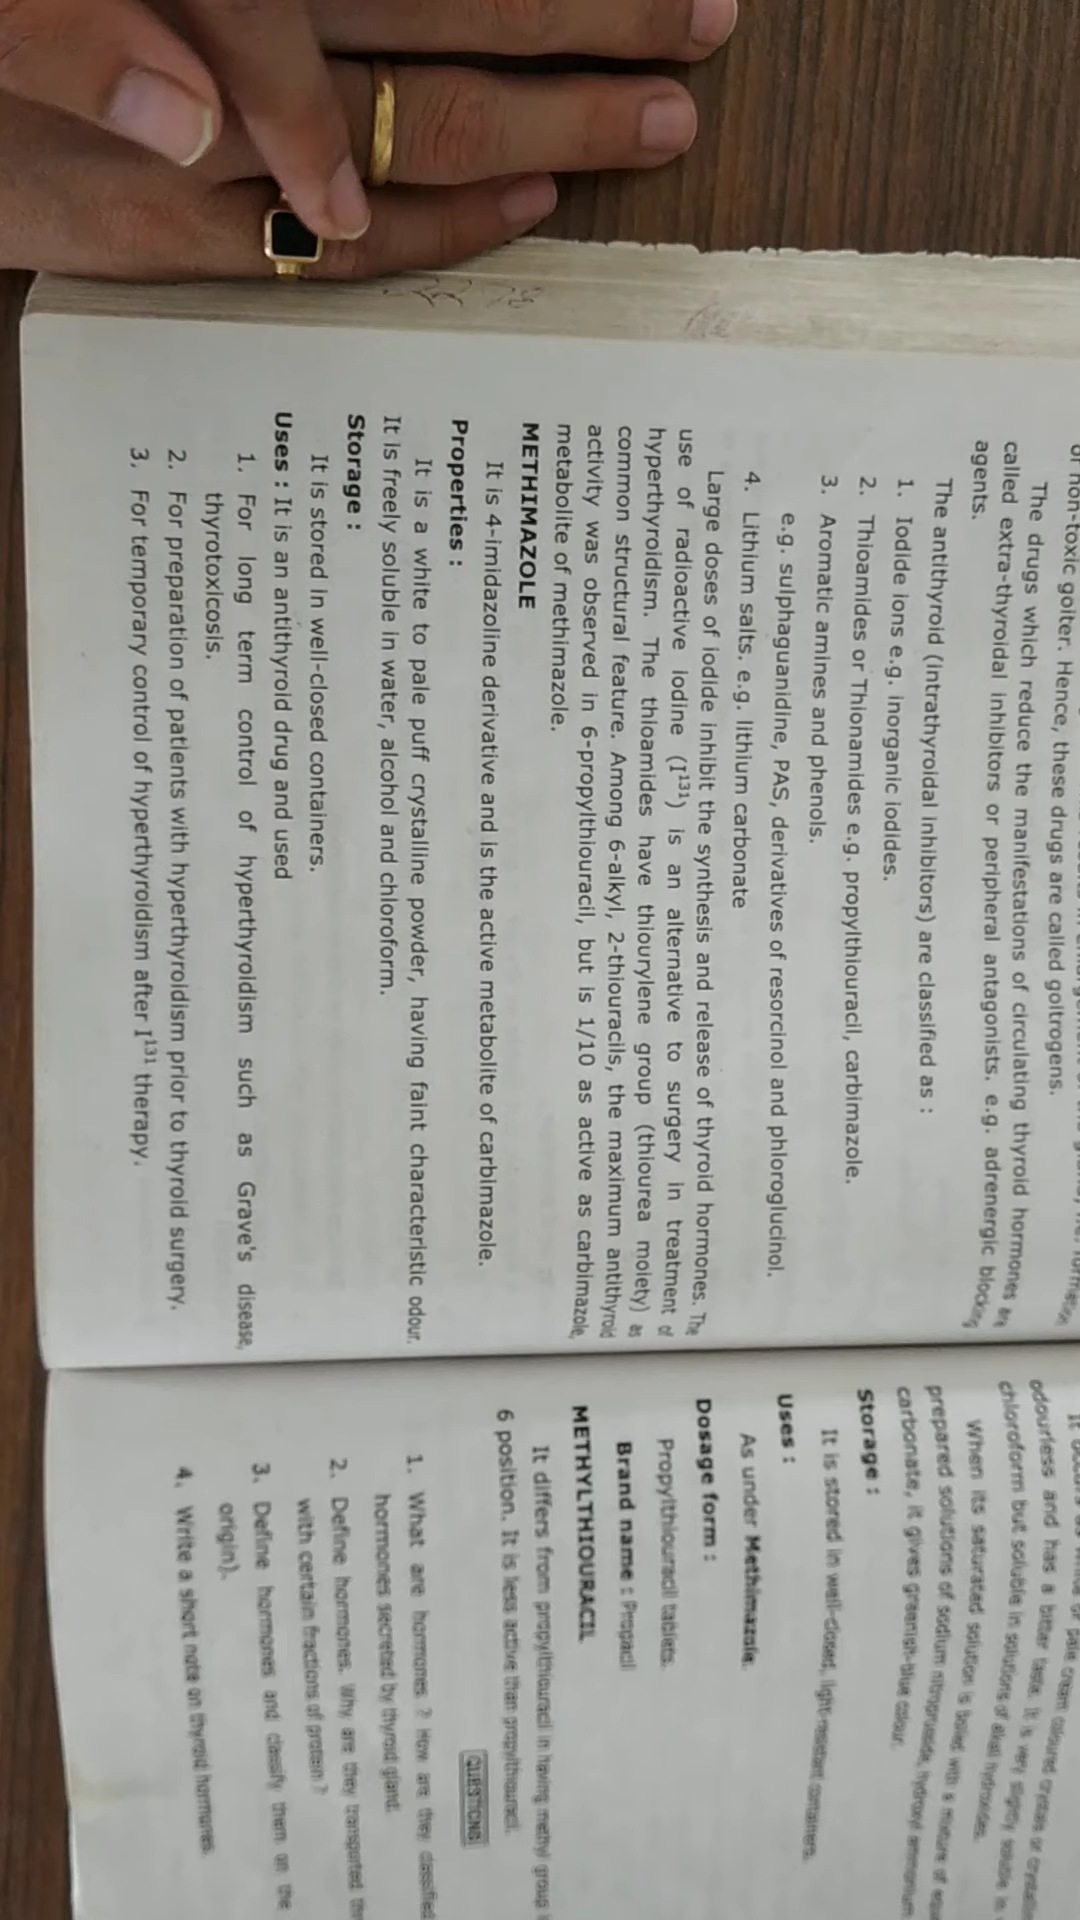 of non-toxic goiter. Hence, these drugs are called goitrogens.
The drugs which reduce the manifestations of circulating thyroid hormones are
called extra-thyroidal inhibitors or peripheral antagonists. e.g. adrenergic blocking
agents.
The antithyroid (intrathyroidal inhibitors) are classified as :
1. Iodide ions e.g. inorganic iodides.
2. Thioamides or Thionamides e.g. propylthiouracil, carbimazole.
3. Aromatic amines and phenols.
e.g. sulphaguanidine, PAS, derivatives of resorcinol and phloroglucinol.
4. Lithium salts. e.g. lithium carbonate
Large doses of iodide inhibit the synthesis and release of thyroid hormones. The
use of radioactive iodine (I131) is an alternative to surgery in treatment of
hyperthyroidism. The thioamides have thiourylene group (thiourea moiety) as
common structural feature. Among 6-alkyl, 2-thiouracils, the maximum antithyroid
activity was observed in 6-propylthiouracil, but is 1/10 as active as carbimazole,
metabolite of methimazole.
METHIMAZOLE
It is 4-imidazoline derivative and is the active metabolite of carbimazole.
Properties :
It is a white to pale puff crystalline powder, having faint characteristic odour.
It is freely soluble in water, alcohol and chloroform.
Storage :
It is stored in well-closed containers.
Uses : It is an antithyroid drug and used
1. For long term control of hyperthyroidism such as Grave's disease,
thyrotoxicosis.
2. For preparation of patients with hyperthyroidism prior to thyroid surgery.
3. For temporary control of hyperthyroidism after I131 therapy.
or pale cream coloured crystals or
odourless and has a bitter taste. It is very slightly soluble in
chloroform but soluble in solutions of alkali hydroxides.
When its saturated solution is boiled with a mixture of
prepared solutions of sodium nitroprusside, hydroxyl ammonium
carbonate, it gives greenish-blue colour.
Storage :
It is stored in well-closed, light-resistant containers.
Uses :
As under Methimazole.
Dosage form :
Propylthiouracil tablets.
Brand name : Propacil
METHYLTHIOURACIL
It differs from propylthiouracil in having methyl group
6 position. It is less active than propylthiouracil.
QUESTIONS
1. What are hormones ? How are they classified
hormones secreted by thyroid gland.
2. Define hormones. Why are they transported
with certain fractions of protein ?
3. Define hormones and classify them on the
origin).
4. Write a short note on thyroid hormones.